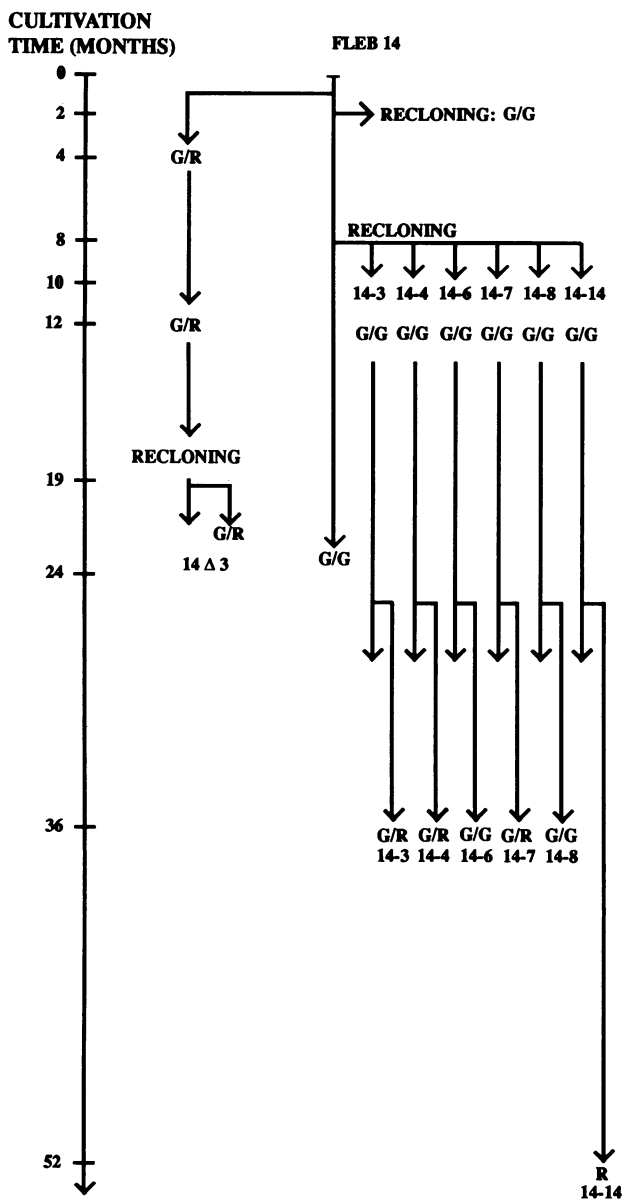 CULTIVATION
TIME (MONTHS)
FLEB 14
0
2
RECLONING: G/G
4
G/R
8
RECLONING
10
14-3 14-4 14-6 14-7 14-8 14-14
12
G/R
G/G G/G G/G G/G G/G G/G
RECLONING
19
G/R
14 Δ 3
G/G
24
36
G/R G/R G/G G/R G/G
14-3 14-4 14-6 14-7 14-8
52
R
14-14